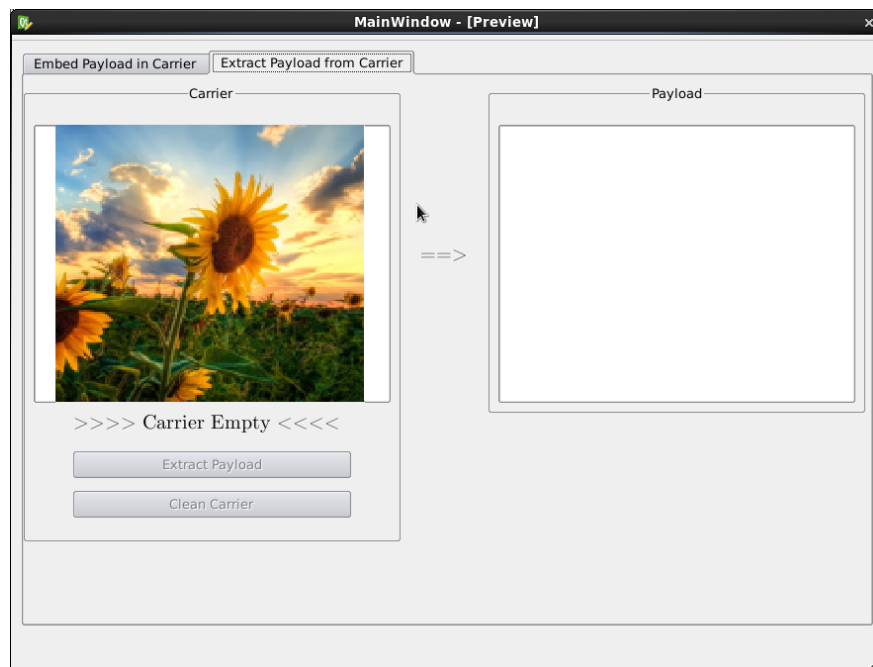 MainWindow - [Preview]
Embed Payload in Carrier
Extract Payload from Carrier
Carrier
Payload
==>
>>>> Carrier Empty <<<<
Extract Payload
Clean Carrier